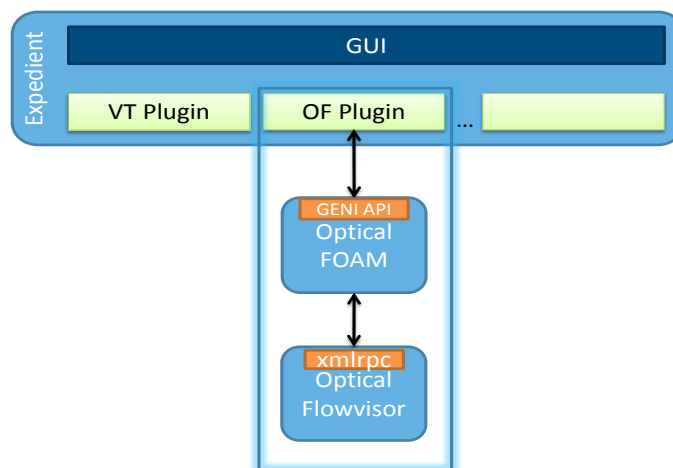 Expedient
GUI
VT Plugin
OF Plugin
...
GENI API
Optical
FOAM
xmlrpc
Optical
Flowvisor